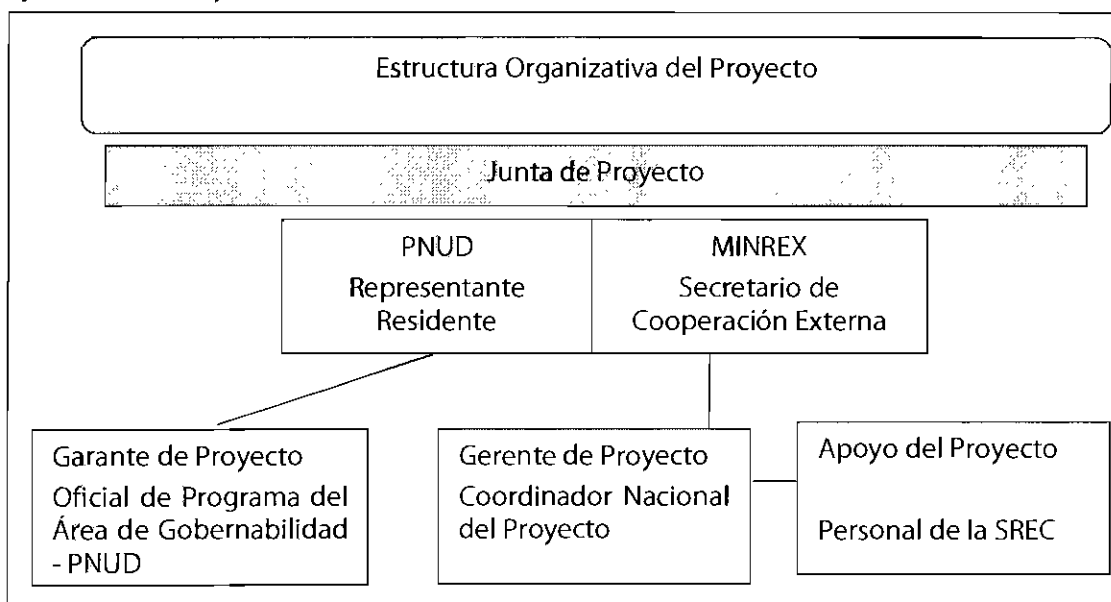 Estructura Organizativa del Proyecto
Junta de Proyecto
PNUD
Representante
Residente
MINREX
Secretario de
Cooperación Externa
Garante de Proyecto
Oficial de Programa del
Área de Gobernabilidad
- PNUD
Gerente de Proyecto
Coordinador Nacional
del Proyecto
Apoyo del Proyecto
Personal de la SREC